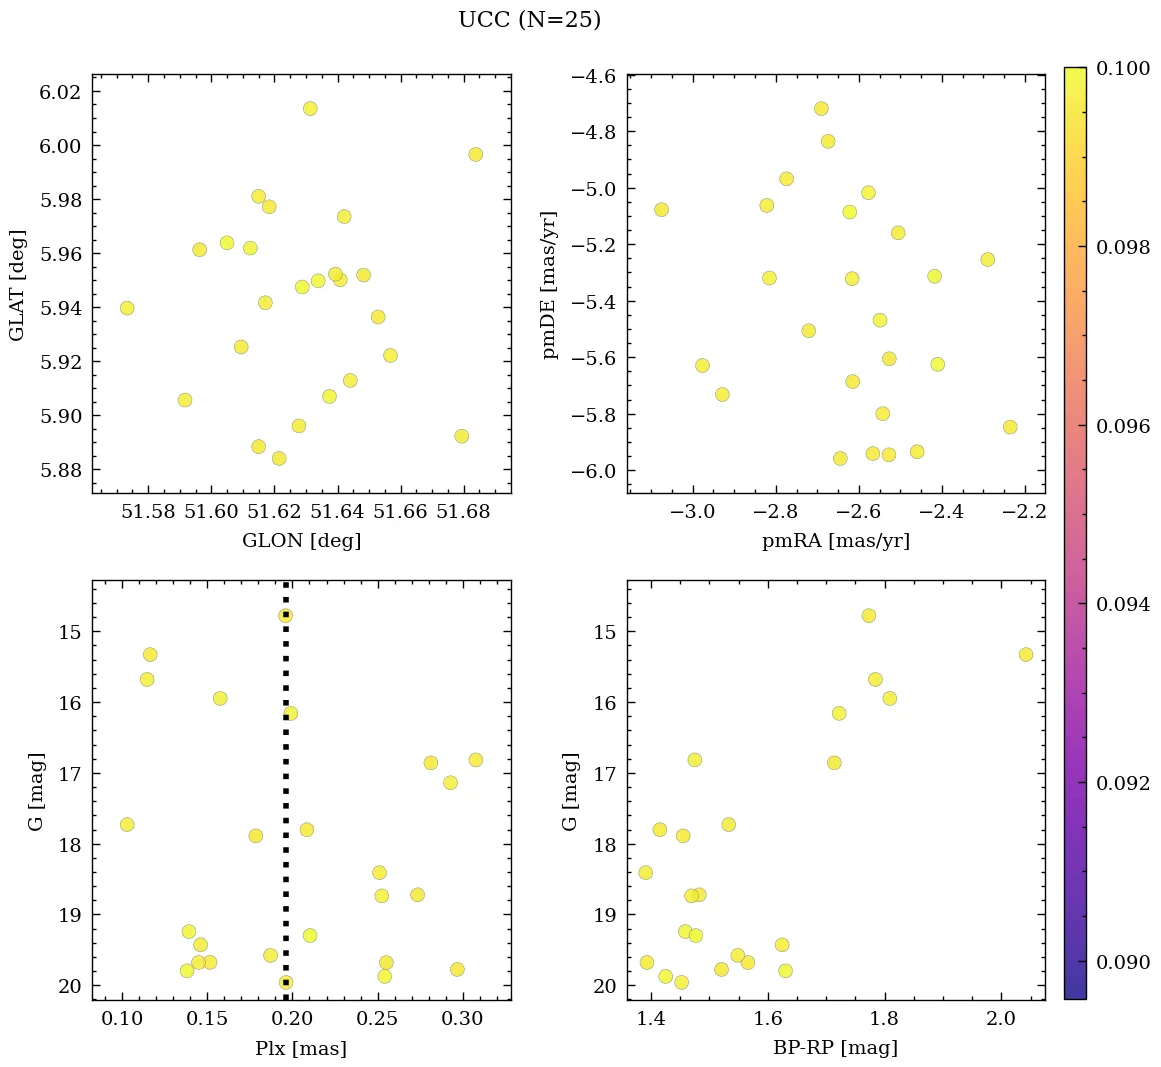 UCC (N=25)
6.02
6.00
5.98
5.96
5.94
5.92
5.90
5.88
GLAT [deg]
51.58 51.60 51.62 51.64 51.66 51.68
GLON [deg]
−4.6
−4.8
−5.0
−5.2
−5.4
−5.6
−5.8
−6.0
pmDE [mas/yr]
−3.0 −2.8 −2.6 −2.4 −2.2
pmRA [mas/yr]
15
16
17
18
19
20
G [mag]
0.10 0.15 0.20 0.25 0.30
Plx [mas]
15
16
17
18
19
20
G [mag]
1.4 1.6 1.8 2.0
BP-RP [mag]
0.100
0.098
0.096
0.094
0.092
0.090